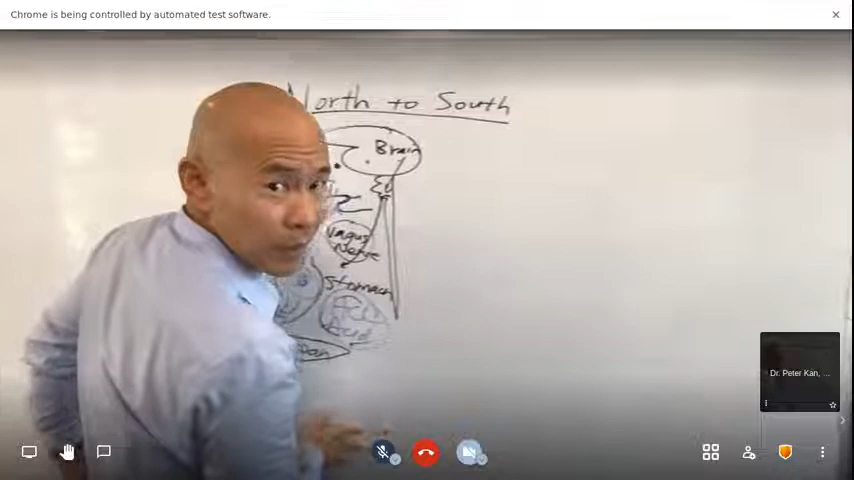 Chrome is being controlled by automated test software.
North to South
Brain
Vagus
Nerve
Stomach
Acid
Dr. Peter Kan, ...